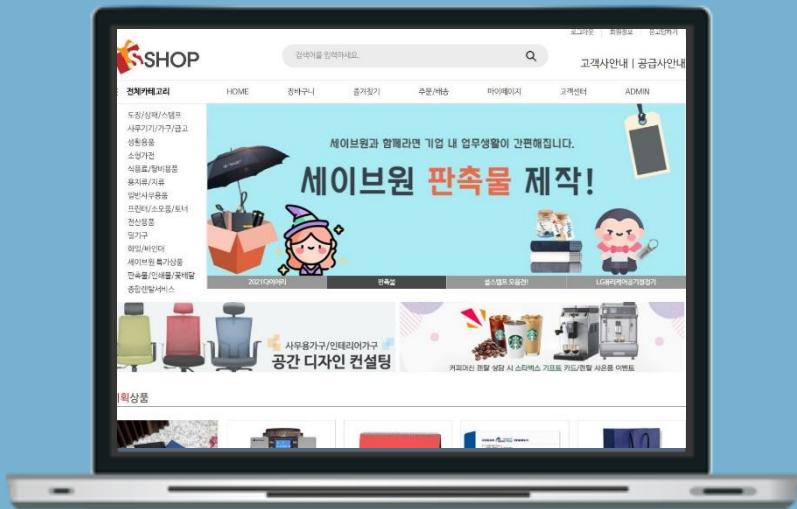 로그아웃 | 회원정보 | 묻고답하기
SSHOP
검색어를 입력하세요.
고객사안내 | 공급사안내
전체카테고리 HOME 장바구니 즐겨찾기 주문/배송 마이페이지 고객센터 ADMIN
도장/상패/스탬프
사무기기/가구/금고
생활용품
소형가전
식음료/탕비용품
용지류/지류
일반사무용품
프린터/소모품/토너
전산용품
필기구
화일/바인더
세이브원 특가상품
판촉물/인쇄물/꽃배달
종합렌탈서비스
세이브원과 함께라면 기업 내 업무생활이 간편해집니다.
세이브원 판촉물 제작!
2021다이어리 판촉물 셀스탬프 모음전! LG퓨리케어공기청정기
사무용가구/인테리어가구
공간 디자인 컨설팅
커피머신 렌탈 상담 시 스타벅스 기프트 카드/렌탈 사은품 이벤트
획상품